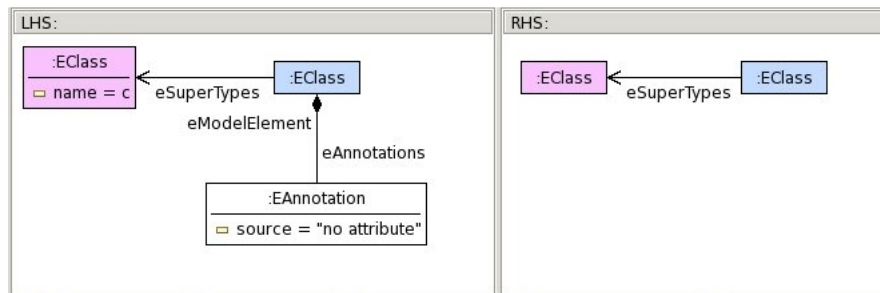 LHS:
:EClass
name = c
eSuperTypes
:EClass
eModelElement
eAnnotations
:EAnnotation
source = "no attribute"
RHS:
:EClass
eSuperTypes
:EClass